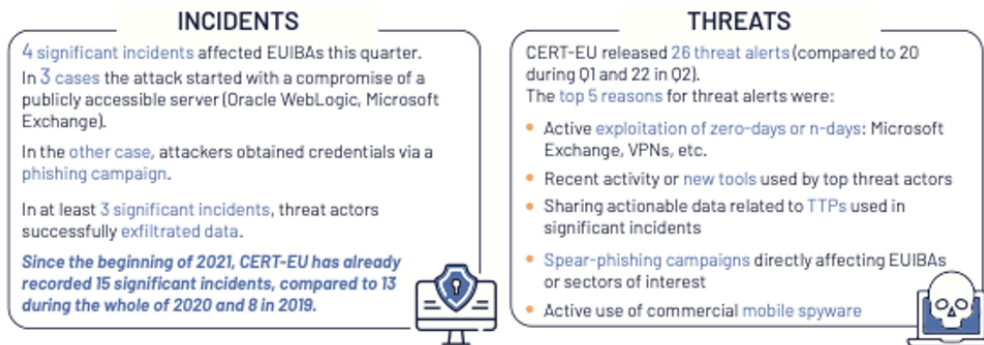 INCIDENTS
4 significant incidents affected EUIBAs this quarter.
In 3 cases the attack started with a compromise of a
publicly accessible server (Oracle WebLogic, Microsoft
Exchange).
In the other case, attackers obtained credentials via a
phishing campaign.
In at least 3 significant incidents, threat actors
successfully exfiltrated data.
Since the beginning of 2021, CERT-EU has already
recorded 15 significant incidents, compared to 13
during the whole of 2020 and 8 in 2019.
THREATS
CERT-EU released 26 threat alerts (compared to 20
during Q1 and 22 in Q2).
The top 5 reasons for threat alerts were:
• Active exploitation of zero-days or n-days: Microsoft
Exchange, VPNs, etc.
• Recent activity or new tools used by top threat actors
• Sharing actionable data related to TTPs used in
significant incidents
• Spear-phishing campaigns directly affecting EUIBAs
or sectors of interest
• Active use of commercial mobile spyware